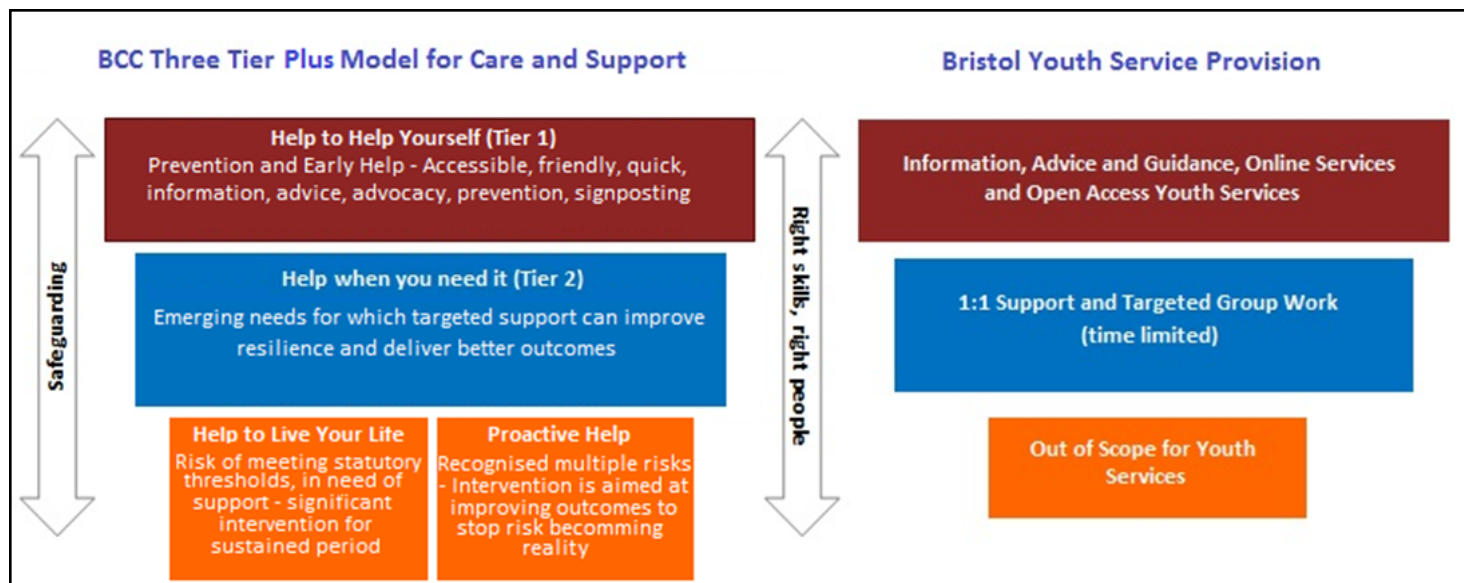 BCC Three Tier Plus Model for Care and Support
Safeguarding
Help to Help Yourself (Tier 1)
Prevention and Early Help - Accessible, friendly, quick,
information, advice, advocacy, prevention, signposting
Help when you need it (Tier 2)
Emerging needs for which targeted support can improve
resilience and deliver better outcomes
Help to Live Your Life
Risk of meeting statutory
thresholds, in need of
support - significant
intervention for
sustained period
Proactive Help
Recognised multiple risks
- Intervention is aimed at
improving outcomes to
stop risk becomming
reality
Right skills, right people
Bristol Youth Service Provision
Information, Advice and Guidance, Online Services
and Open Access Youth Services
1:1 Support and Targeted Group Work
(time limited)
Out of Scope for Youth
Services